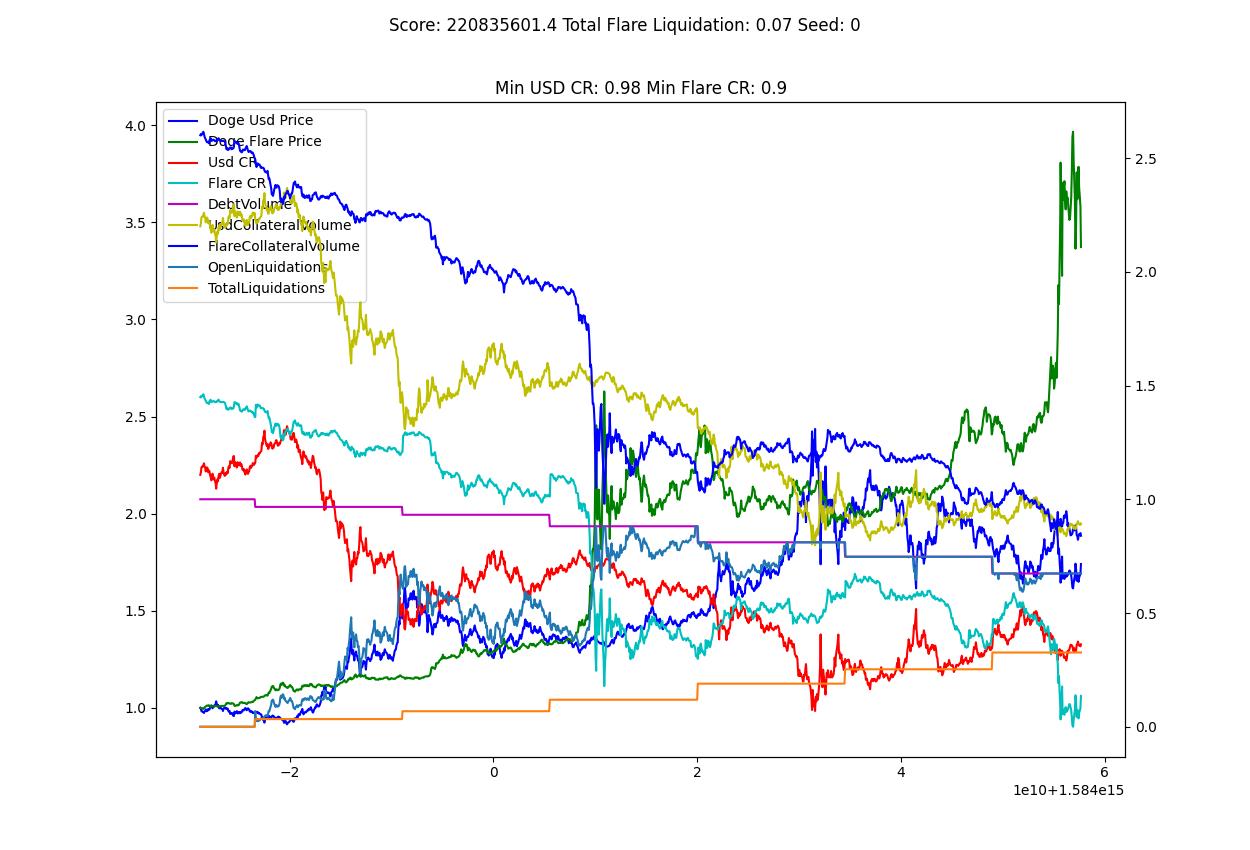 Score: 220835601.4 Total Flare Liquidation: 0.07 Seed: 0
Min USD CR: 0.98 Min Flare CR: 0.9
Doge Usd Price
Doge Flare Price
Usd CR
Flare CR
DebtVolume
UsdCollateralVolume
FlareCollateralVolume
OpenLiquidations
TotalLiquidations
4.0
3.5
3.0
2.5
2.0
1.5
1.0
2.5
2.0
1.5
1.0
0.5
0.0
−2
0
2
4
6
1e10+1.584e15